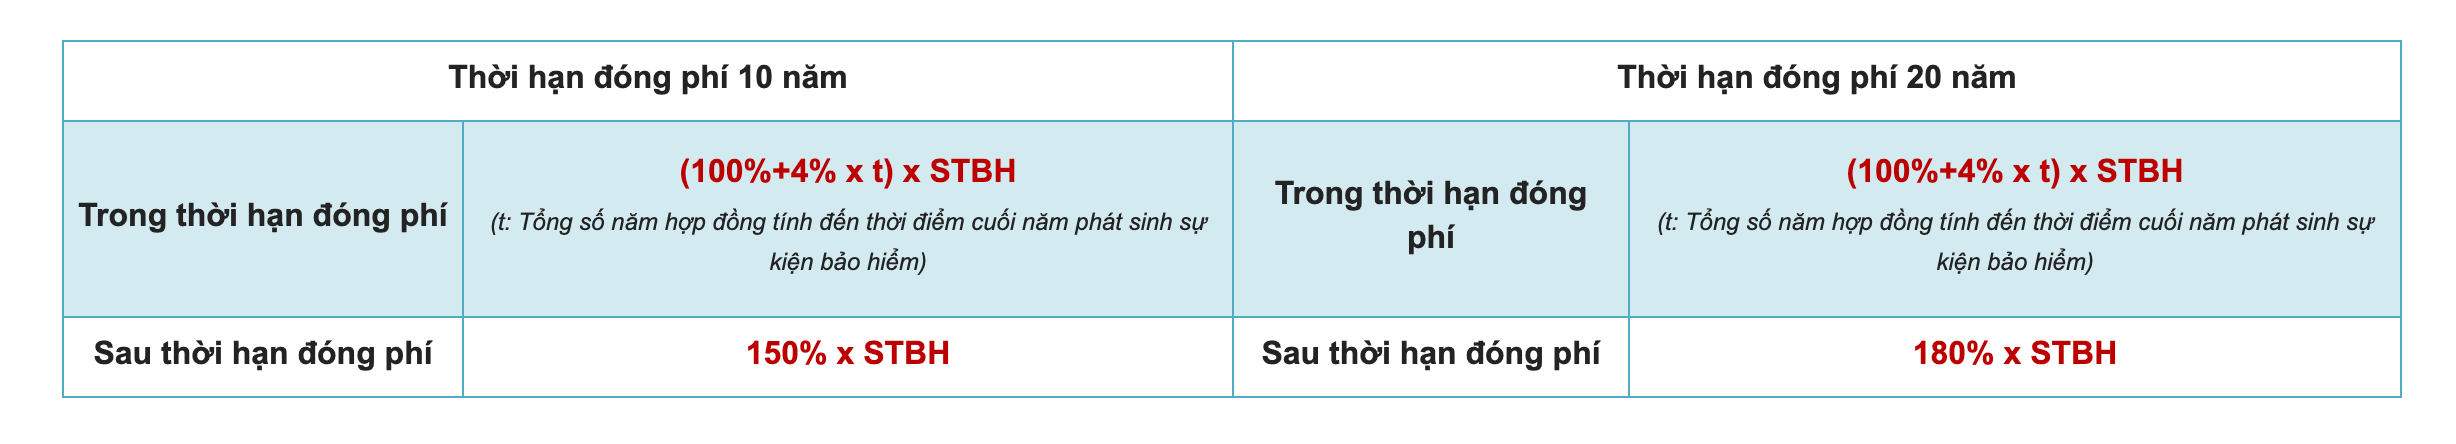 Thời hạn đóng phí 10 năm
Thời hạn đóng phí 20 năm
Trong thời hạn đóng phí
(100%+4% x t) x STBH
(t: Tổng số năm hợp đồng tính đến thời điểm cuối năm phát sinh sự
kiện bảo hiểm)
Trong thời hạn đóng
phí
(100%+4% x t) x STBH
(t: Tổng số năm hợp đồng tính đến thời điểm cuối năm phát sinh sự
kiện bảo hiểm)
Sau thời hạn đóng phí
150% x STBH
Sau thời hạn đóng phí
180% x STBH